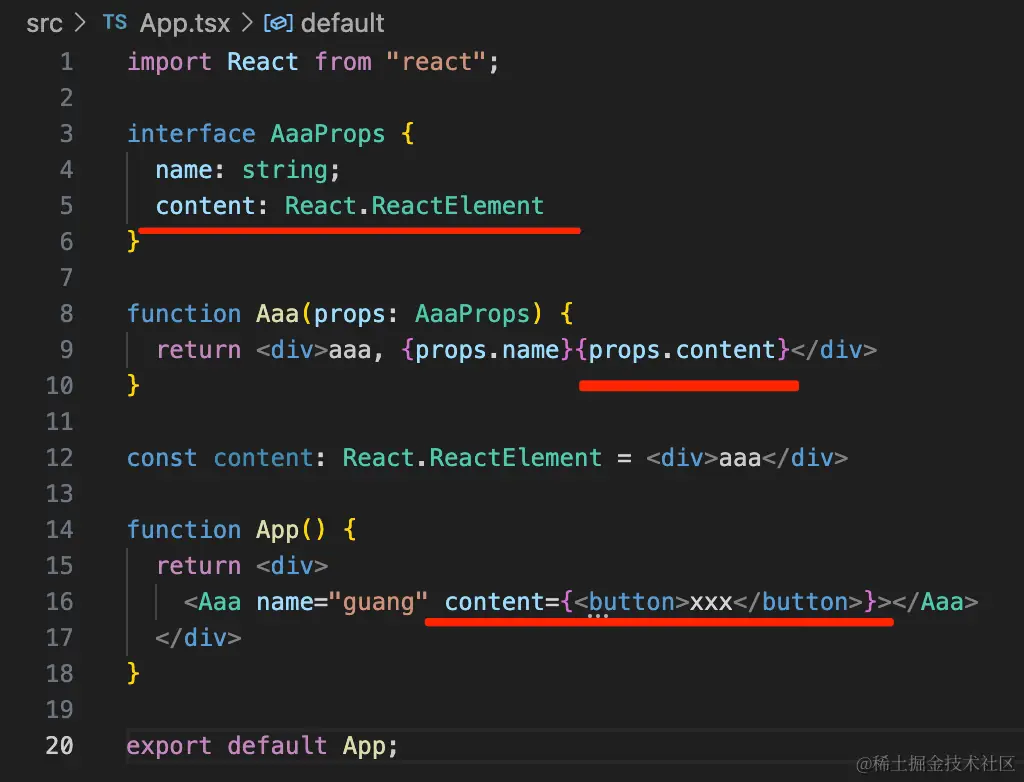 src > TS App.tsx > default
1 import React from "react";
2
3 interface AaaProps {
4   name: string;
5   content: React.ReactElement
6 }
7
8 function Aaa(props: AaaProps) {
9   return <div>aaa, {props.name}{props.content}</div>
10 }
11
12 const content: React.ReactElement = <div>aaa</div>
13
14 function App() {
15   return <div>
16     <Aaa name="guang" content={<button>xxx</button>}></Aaa>
17   </div>
18 }
19
20 export default App;
@稀土掘金技术社区